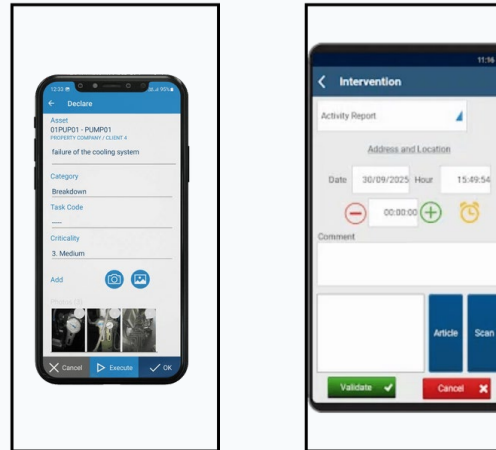 12:33
95%
Declare
Asset
01PUP01 - PUMP01
PROPERTY COMPANY / CLIENT 4
failure of the cooling system
Category
Breakdown
Task Code
Criticality
3. Medium
Add
Cancel
Execute
OK
11:16
Intervention
Activity Report
Address and Location
Date 30/09/2025 Hour 15:49:54
00:00:00
Comment
Article
Scan
Validate
Cancel